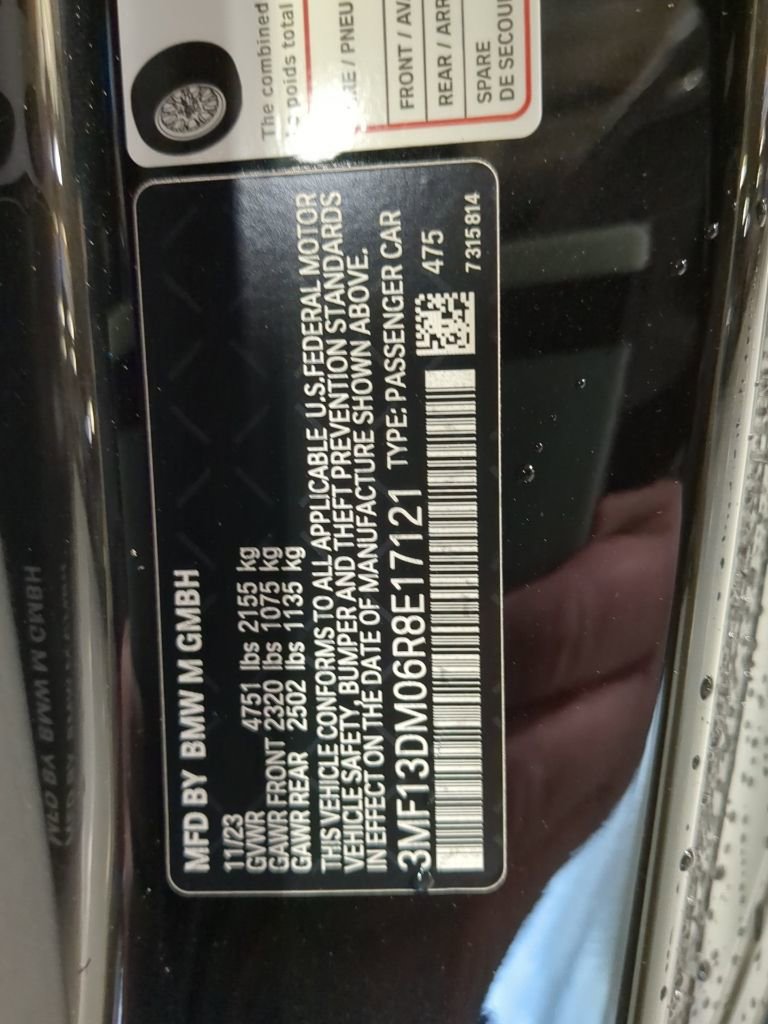 The combined
Le poids total
FRONT / AV
REAR / ARR
SPARE
DE SECOU
MFD BY BMW M GMBH
11/23
GVWR 4751 lbs 2155 kg
GAWR FRONT 2320 lbs 1075 kg
GAWR REAR 2502 lbs 1135 kg
THIS VEHICLE CONFORMS TO ALL APPLICABLE U.S.FEDERAL MOTOR
VEHICLE SAFETY, BUMPER AND THEFT PREVENTION STANDARDS
IN EFFECT ON THE DATE OF MANUFACTURE SHOWN ABOVE.
3MF13DM06R8E17121 TYPE: PASSENGER CAR
475
7315814